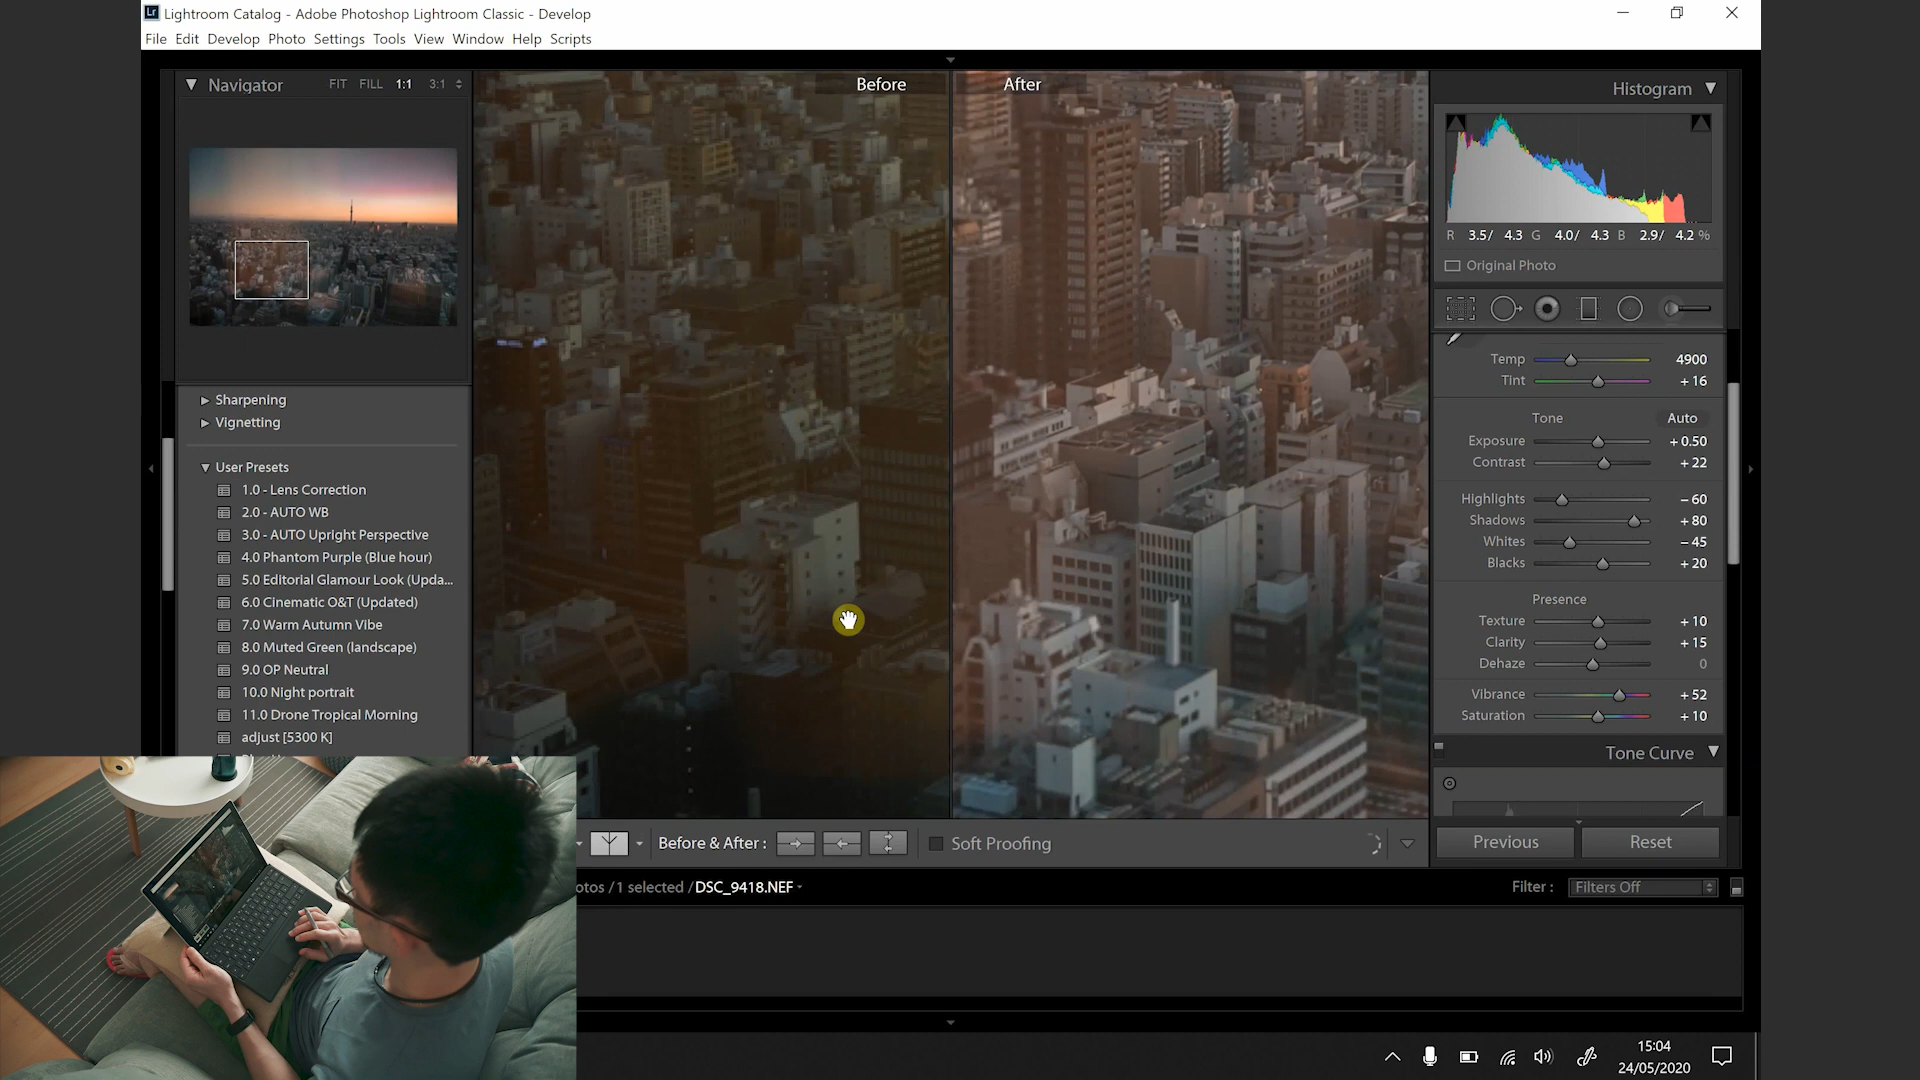 Lr Lightroom Catalog - Adobe Photoshop Lightroom Classic - Develop
File Edit Develop Photo Settings Tools View Window Help Scripts
Navigator FIT FILL 1:1 3:1
Sharpening
Vignetting
User Presets
1.0 - Lens Correction
2.0 - AUTO WB
3.0 - AUTO Upright Perspective
4.0 Phantom Purple (Blue hour)
5.0 Editorial Glamour Look (Upda...
6.0 Cinematic O&T (Updated)
7.0 Warm Autumn Vibe
8.0 Muted Green (landscape)
9.0 OP Neutral
10.0 Night portrait
11.0 Drone Tropical Morning
adjust [5300 K]
Before
After
Histogram
R 3.5/ 4.3 G 4.0/ 4.3 B 2.9/ 4.2 %
Original Photo
Temp 4900
Tint + 16
Tone Auto
Exposure + 0.50
Contrast + 22
Highlights − 60
Shadows + 80
Whites − 45
Blacks + 20
Presence
Texture + 10
Clarity + 15
Dehaze 0
Vibrance + 52
Saturation + 10
Tone Curve
Previous Reset
Before & After : Soft Proofing
otos / 1 selected / DSC_9418.NEF
Filter : Filters Off
15:04
24/05/2020